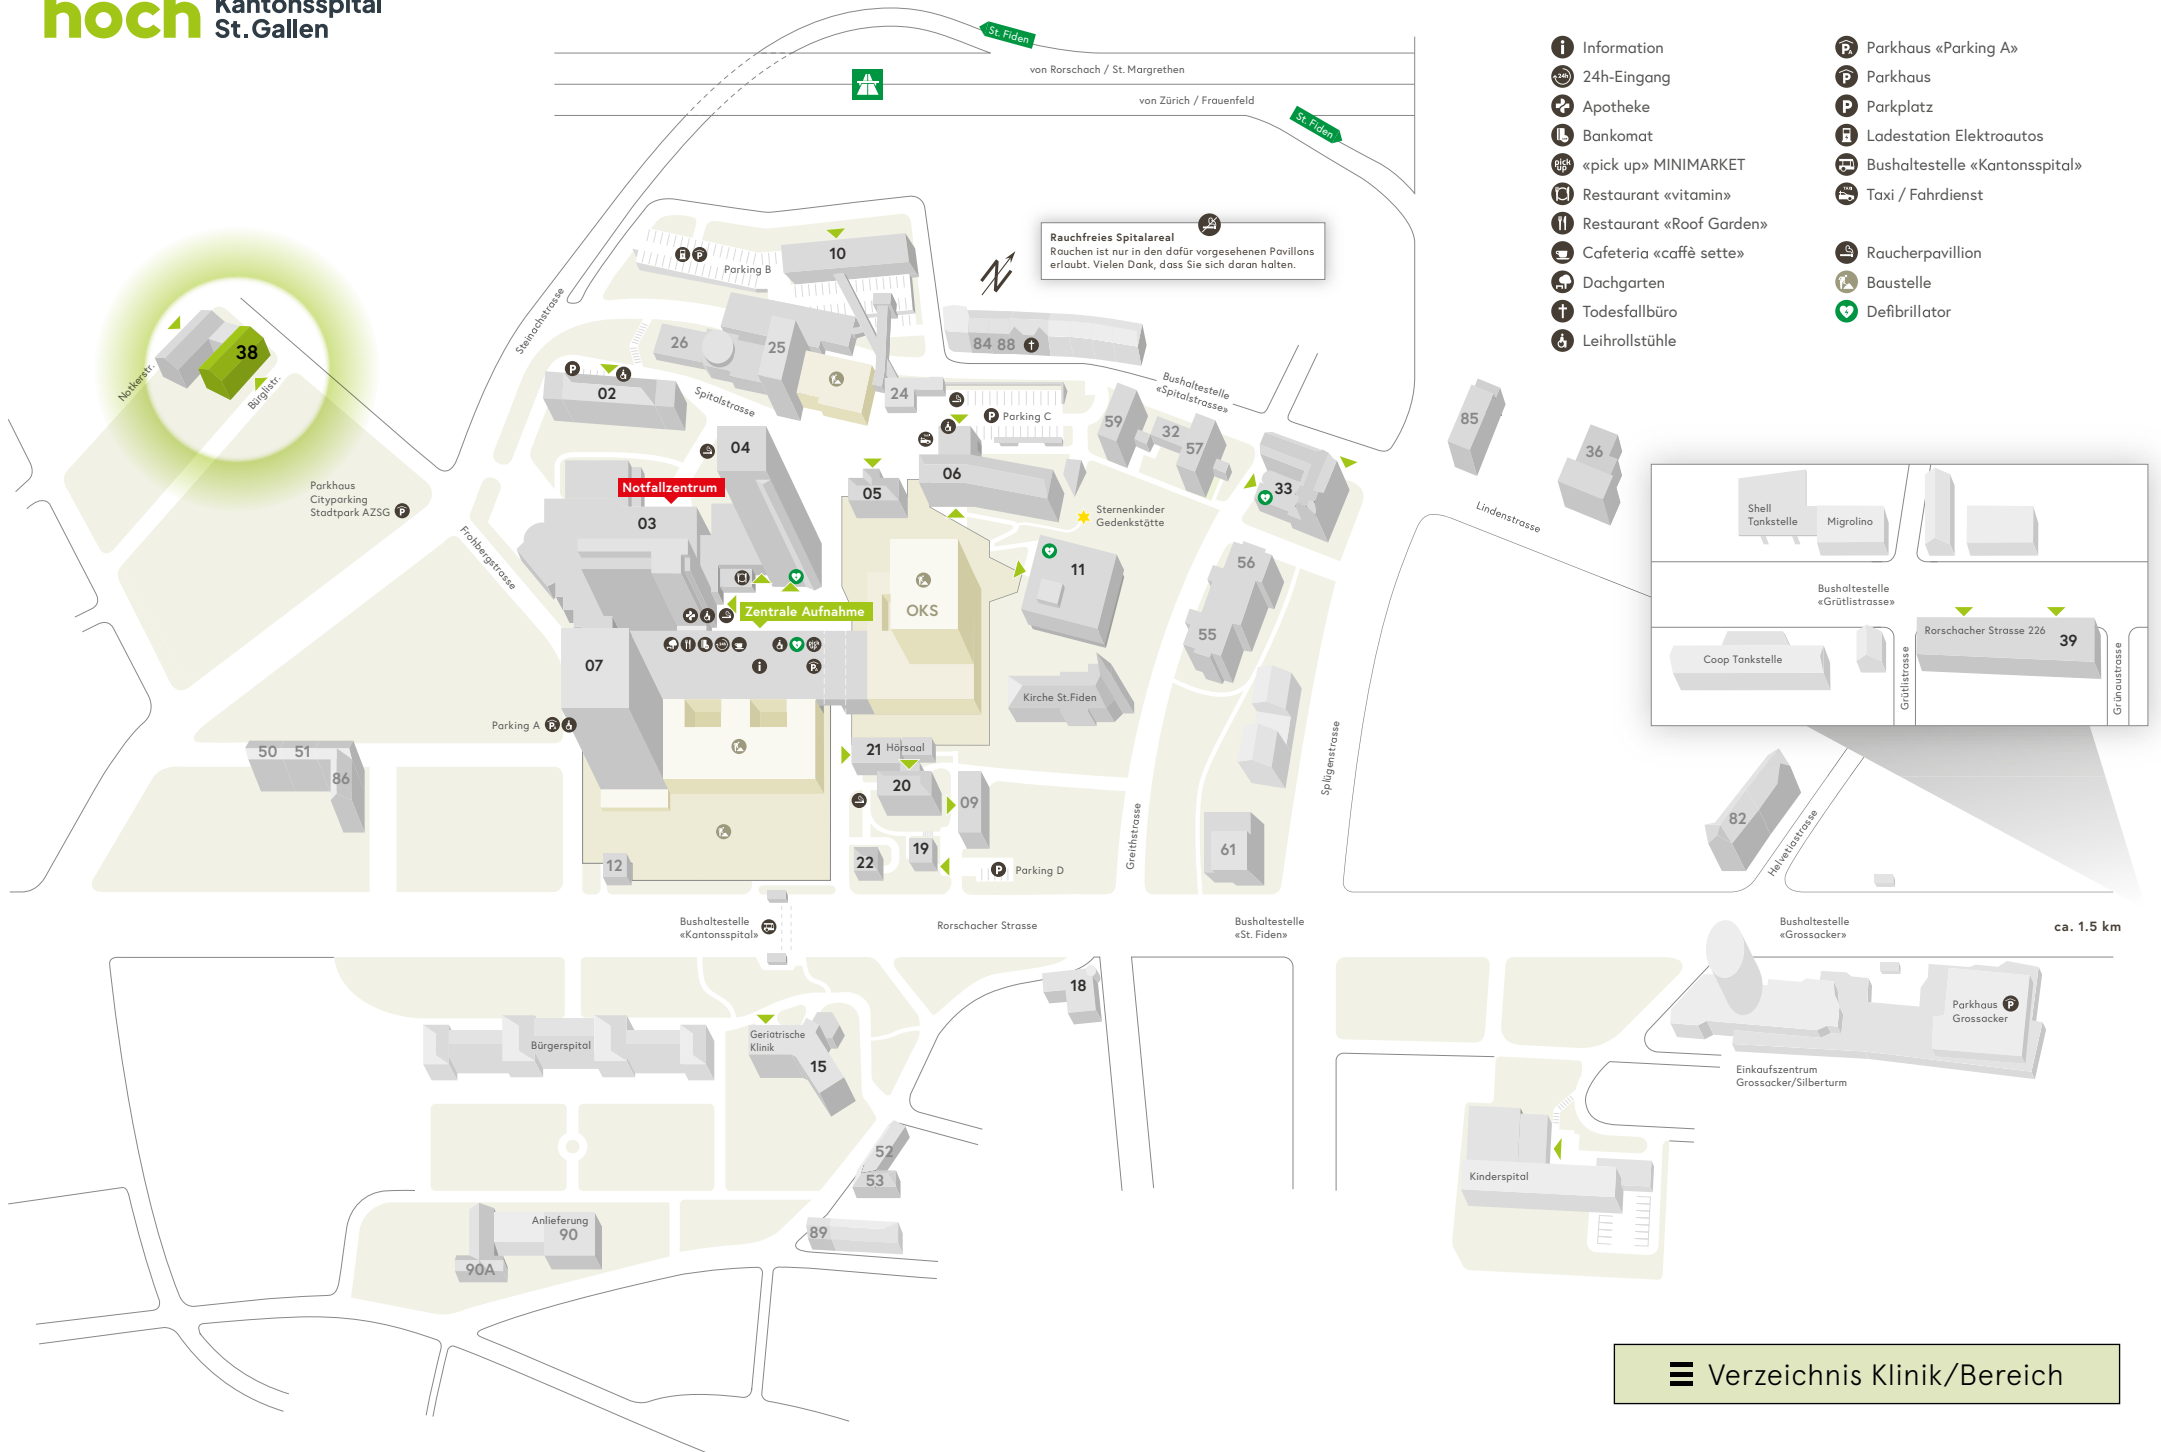 hoch Kantonsspital
St.Gallen
St. Fiden
von Rorschach / St. Margrethen
von Zürich / Frauenfeld
St. Fiden
Information
24h-Eingang
Apotheke
Bankomat
«pick up» MINIMARKET
Restaurant «vitamin»
Restaurant «Roof Garden»
Cafeteria «caffè sette»
Dachgarten
Todesfallbüro
Leihrollstühle
Parkhaus «Parking A»
Parkhaus
Parkplatz
Ladestation Elektroautos
Bushaltestelle «Kantonsspital»
Taxi / Fahrdienst
Raucherpavillion
Baustelle
Defibrillator
Rauchfreies Spitalareal
Rauchen ist nur in den dafür vorgesehenen Pavillons
erlaubt. Vielen Dank, dass Sie sich daran halten.
N
10
Parking B
Steinachstrasse
26
25
84 88
38
Notkerstr.
Bürglistr.
02
Spitalstrasse
24
Bushaltestelle
«Spitalstrasse»
Parking C
59
32
57
85
36
04
06
05
33
Parkhaus
Cityparking
Stadtpark AZSG
Notfallzentrum
03
Sternenkinder
Gedenkstätte
Lindenstrasse
Frohbergstrasse
11
56
55
Zentrale Aufnahme
OKS
07
Kirche St.Fiden
Shell
Tankstelle
Migrolino
Bushaltestelle
«Grütlistrasse»
Rorschacher Strasse 226
39
Coop Tankstelle
Grütlistrasse
Grünaustrasse
Parking A
50 51
86
21 Hörsaal
20
09
Splügenstrasse
Greithstrasse
82
Helvetiastrasse
61
12
22
19
Parking D
Bushaltestelle
«Kantonsspital»
Rorschacher Strasse
Bushaltestelle
«St. Fiden»
Bushaltestelle
«Grossacker»
ca. 1.5 km
18
Parkhaus
Grossacker
Bürgerspital
Geriatrische
Klinik
15
Einkaufszentrum
Grossacker/Silberturm
52
53
Kinderspital
Anlieferung
90
90A
89
Verzeichnis Klinik/Bereich